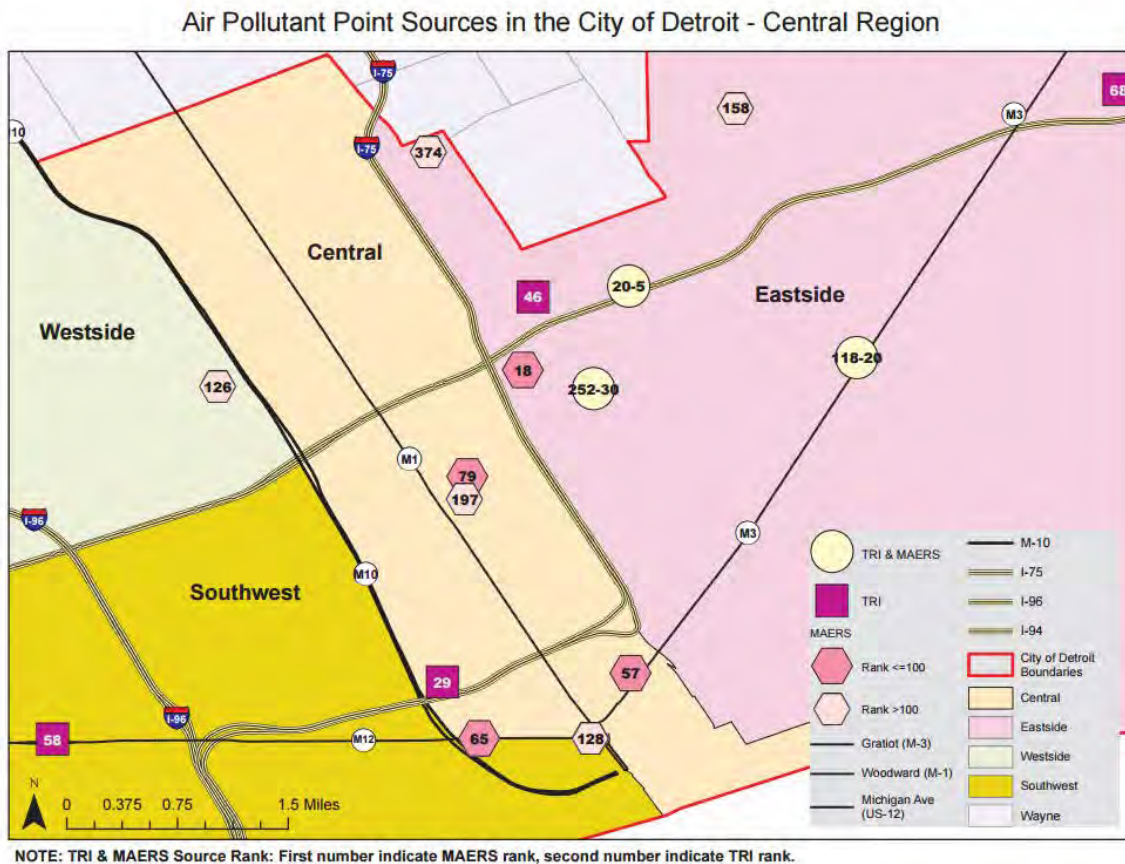 Air Pollutant Point Sources in the City of Detroit - Central Region
I-75
158
68
M3
10
I-75
374
Central
46
20-5
Eastside
Westside
118-20
18
126
252-30
M1
79
197
I-96
M3
M10
Southwest
57
29
I-96
58
M12
65
128
N
0 0.375 0.75 1.5 Miles
TRI & MAERS
TRI
MAERS
Rank <=100
Rank >100
Gratiot (M-3)
Woodward (M-1)
Michigan Ave
(US-12)
M-10
I-75
I-96
I-94
City of Detroit
Boundaries
Central
Eastside
Westside
Southwest
Wayne
NOTE: TRI & MAERS Source Rank: First number indicate MAERS rank, second number indicate TRI rank.